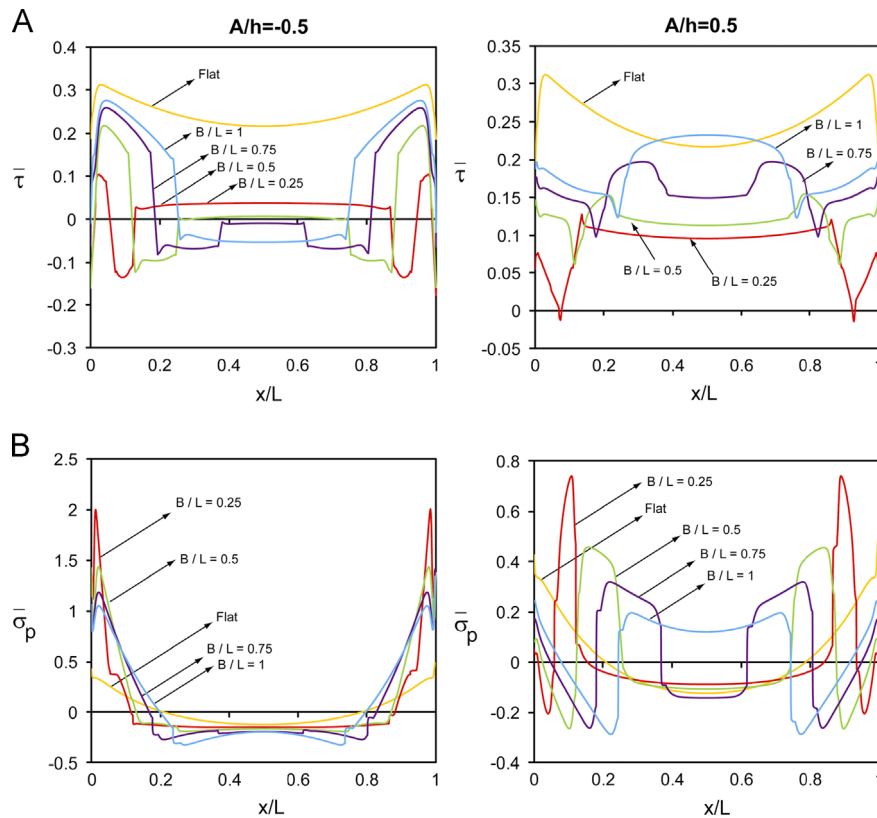 A
A/h=-0.5
A/h=0.5
0.4
0.3
0.2
0.1
0
-0.1
-0.2
-0.3
τ̅
Flat
B / L = 1
B / L = 0.75
B / L = 0.5
B / L = 0.25
0
0.2
0.4
0.6
0.8
1
x/L
0.35
0.3
0.25
0.2
0.15
0.1
0.05
0
-0.05
τ̅
Flat
B / L = 1
B / L = 0.75
B / L = 0.5
B / L = 0.25
0
0.2
0.4
0.6
0.8
1
x/L
B
2.5
2
1.5
1
0.5
0
-0.5
σ̅p
B / L = 0.25
B / L = 0.5
Flat
B / L = 0.75
B / L = 1
0
0.2
0.4
0.6
0.8
1
x/L
0.8
0.6
0.4
0.2
0
-0.2
-0.4
σ̅p
B / L = 0.25
Flat
B / L = 0.5
B / L = 0.75
B / L = 1
0
0.2
0.4
0.6
0.8
1
x/L